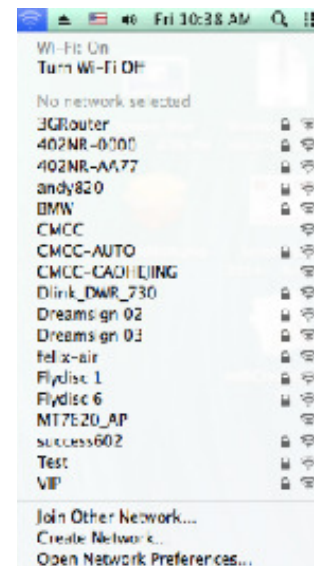 Fri 10:38 AM
Wi-Fi: On
Turn Wi-Fi Off
No network selected
3GRouter
402NR-0000
402NR-AA77
andy820
BMW
CMCC
CMCC-AUTO
CMCC-CAOHEJING
Dlink_DWR_730
Dreamsign 02
Dreamsign 03
felix-air
Flydisc 1
Flydisc 6
MT7620_AP
success602
Test
VIP
Join Other Network...
Create Network...
Open Network Preferences...